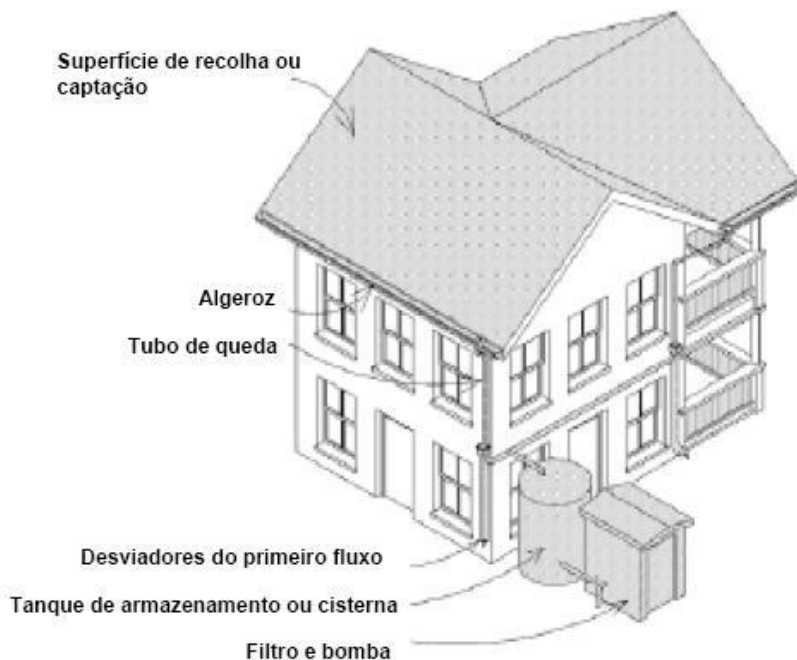 Superfície de recolha ou
captação
Algeroz
Tubo de queda
Desviadores do primeiro fluxo
Tanque de armazenamento ou cisterna
Filtro e bomba